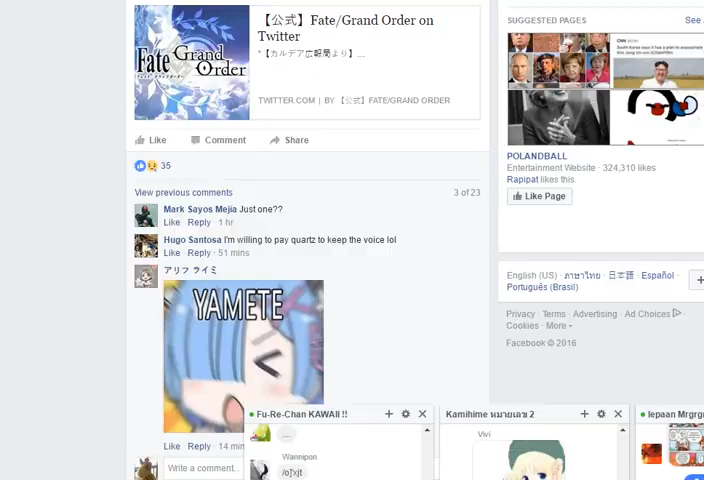 【公式】Fate/Grand Order on
Twitter
"【カルデア広報局より】...
Fate
Grand
Order
TWITTER.COM | BY 【公式】FATE/GRAND ORDER
Like Comment Share
35
View previous comments 3 of 23
Mark Sayos Mejia Just one??
Like · Reply · 1 hr
Hugo Santosa I'm willing to pay quartz to keep the voice lol
Like · Reply · 51 mins
アリフ ライミ
YAMETE
Like · Reply · 14 min
Write a comment...
SUGGESTED PAGES See
CNN
POLANDBALL
Entertainment Website · 324,310 likes
Rapipat likes this.
Like Page
English (US) · ภาษาไทย · 日本語 · Español ·
Português (Brasil)
Privacy · Terms · Advertising · Ad Choices ·
Cookies · More
Facebook © 2016
Fu-Re-Chan KAWAII !!
....
Wannipon
Kamihime หมายเลข 2
Vivi
Iepaan Mrgrg